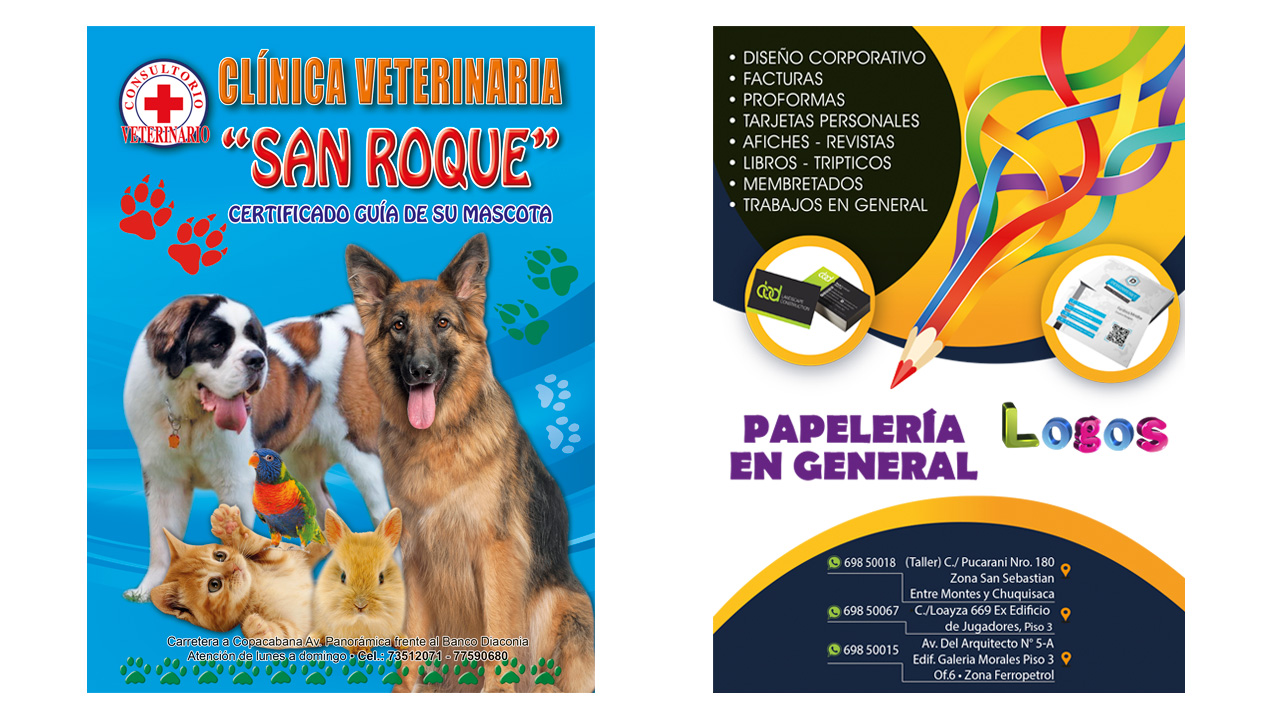 CONSULTORIO
VETERINARIO
CLÍNICA VETERINARIA
“SAN ROQUE”
CERTIFICADO GUÍA DE SU MASCOTA
Carretera a Copacabana Av. Panorámica frente al Banco Diaconia
Atención de lunes a domingo • Cel.: 73512071 - 77590680
• DISEÑO CORPORATIVO
• FACTURAS
• PROFORMAS
• TARJETAS PERSONALES
• AFICHES - REVISTAS
• LIBROS - TRIPTICOS
• MEMBRETADOS
• TRABAJOS EN GENERAL
LANDSCAPE
CONSTRUCTION
PAPELERÍA
EN GENERAL
LOGOS
698 50018 (Taller) C./ Pucarani Nro. 180
Zona San Sebastian
Entre Montes y Chuquisaca
698 50067 C./Loayza 669 Ex Edificio
de Jugadores, Piso 3
698 50015 Av. Del Arquitecto N° 5-A
Edif. Galeria Morales Piso 3
Of.6 • Zona Ferropetrol